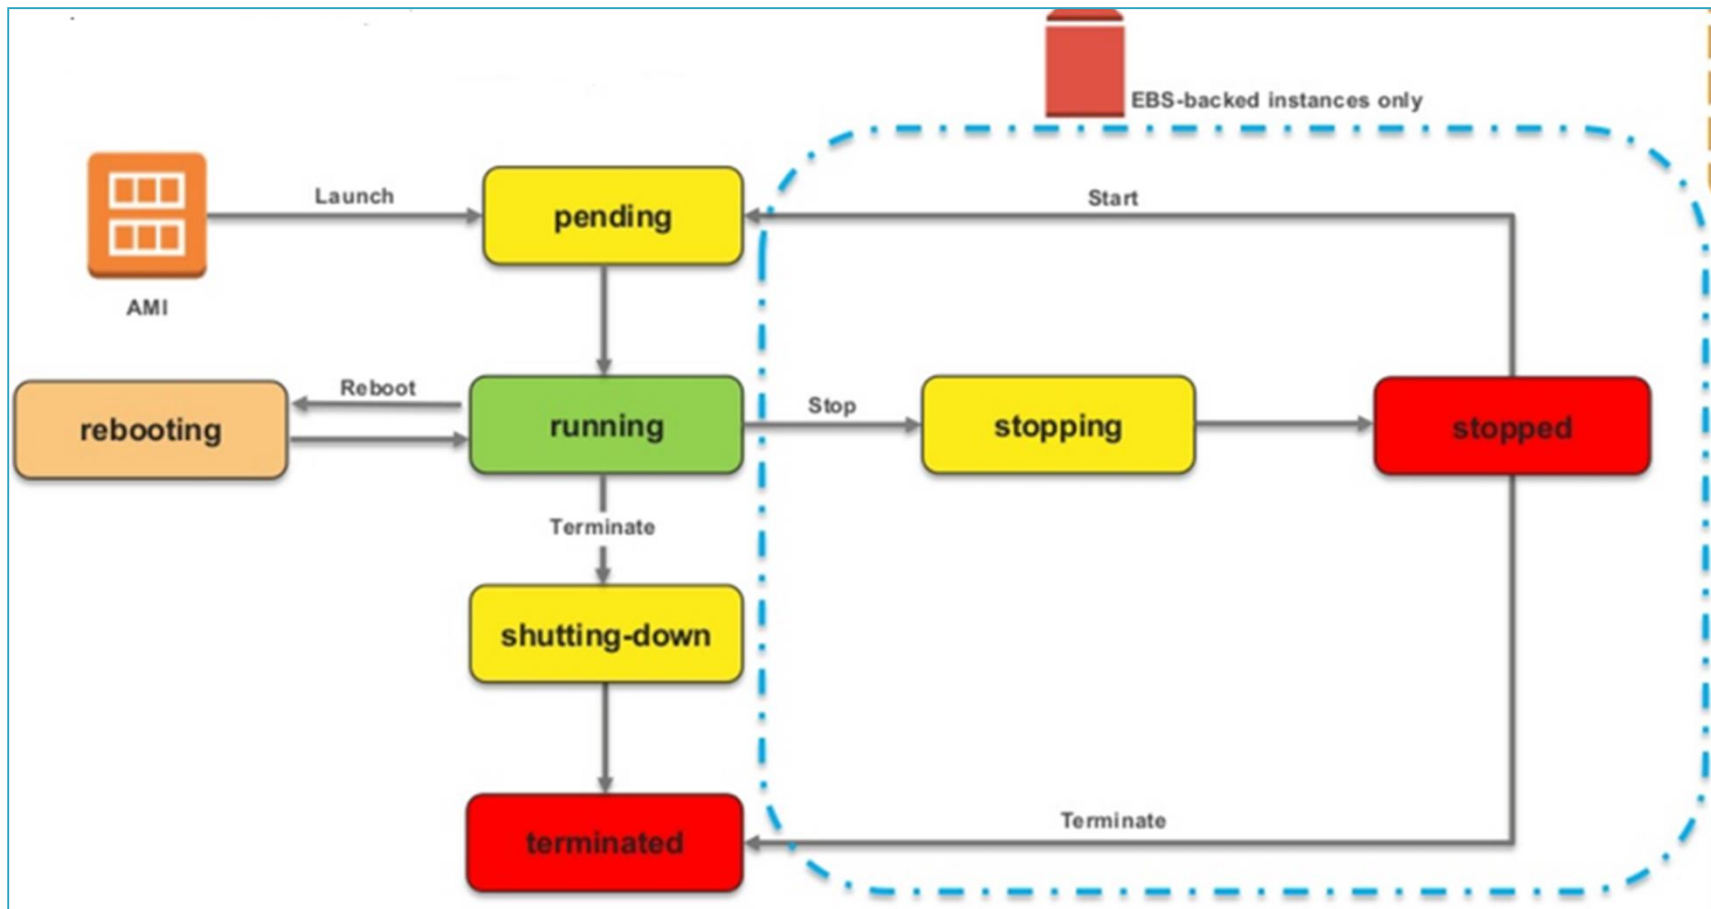 EBS-backed instances only
Launch
pending
Start
AMI
rebooting
Reboot
running
Stop
stopping
stopped
Terminate
shutting-down
terminated
Terminate